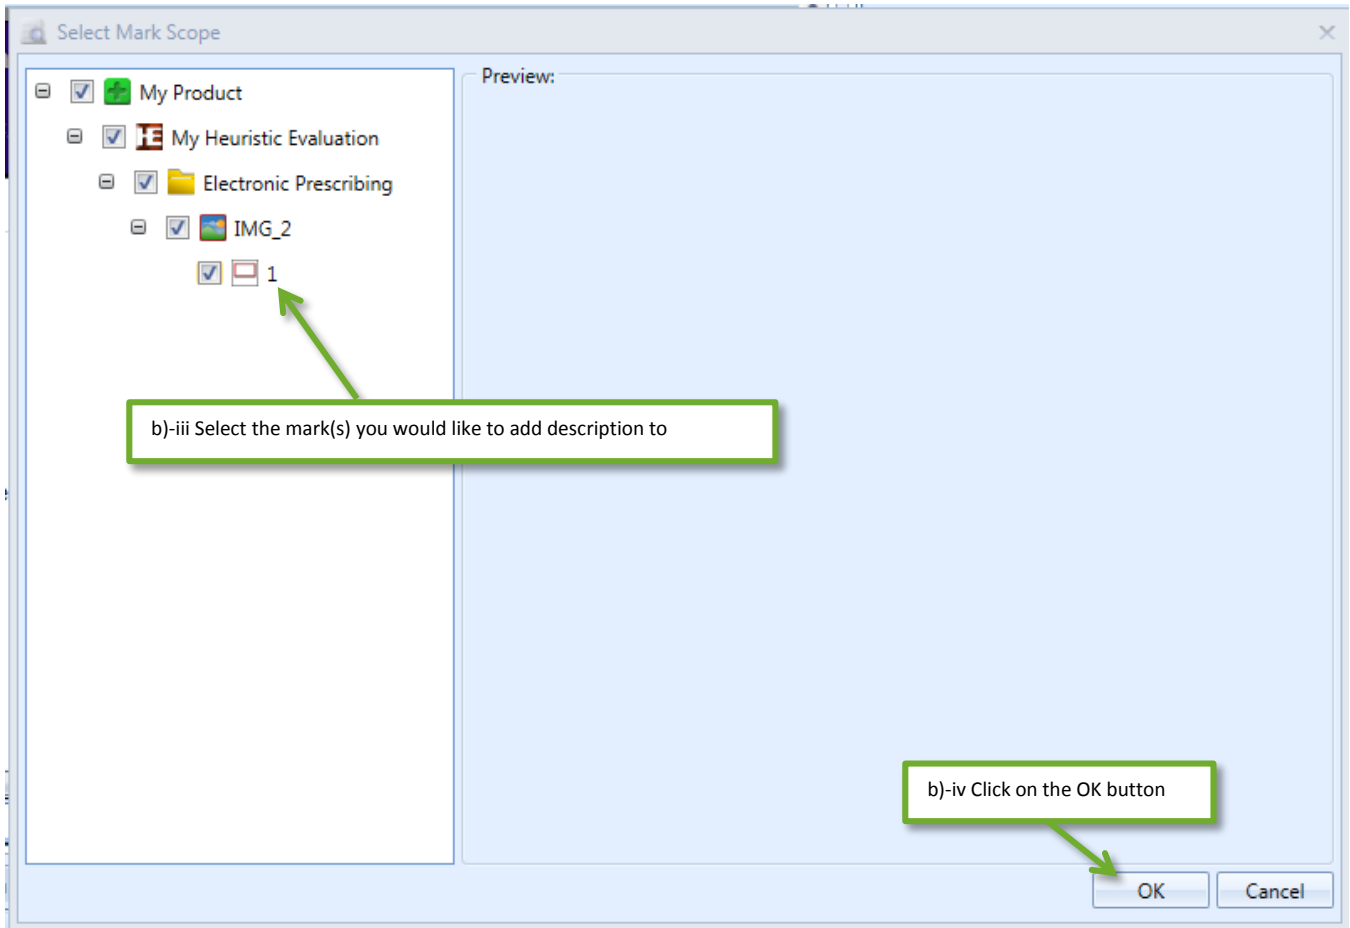 Select Mark Scope
My Product
Preview:
My Heuristic Evaluation
Electronic Prescribing
IMG_2
1
b)-iii Select the mark(s) you would like to add description to
b)-iv Click on the OK button
OK Cancel